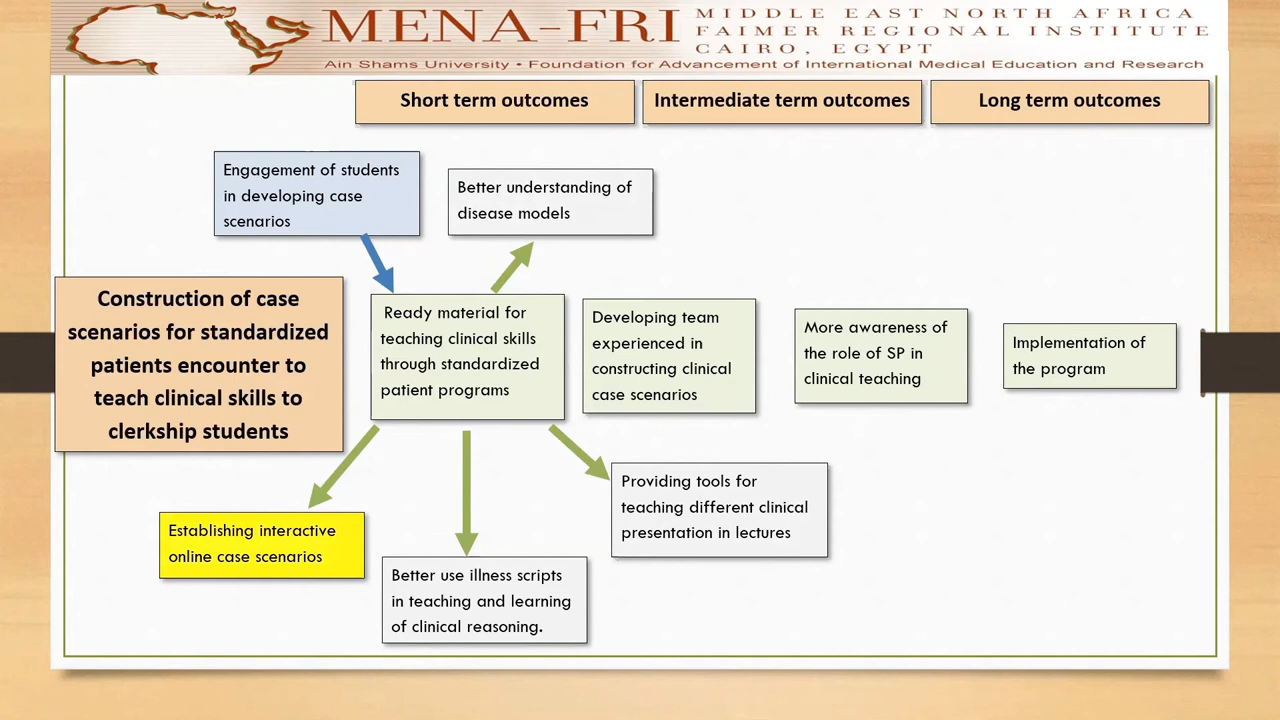 MENA-FRI
MIDDLE EAST NORTH AFRICA
FAIMER REGIONAL INSTITUTE
CAIRO, EGYPT
Ain Shams University • Foundation for Advancement of International Medical Education and Research
Short term outcomes
Intermediate term outcomes
Long term outcomes
Engagement of students
in developing case
scenarios
Better understanding of
disease models
Construction of case
scenarios for standardized
patients encounter to
teach clinical skills to
clerkship students
Ready material for
teaching clinical skills
through standardized
patient programs
Developing team
experienced in
constructing clinical
case scenarios
More awareness of
the role of SP in
clinical teaching
Implementation of
the program
Establishing interactive
online case scenarios
Better use illness scripts
in teaching and learning
of clinical reasoning.
Providing tools for
teaching different clinical
presentation in lectures